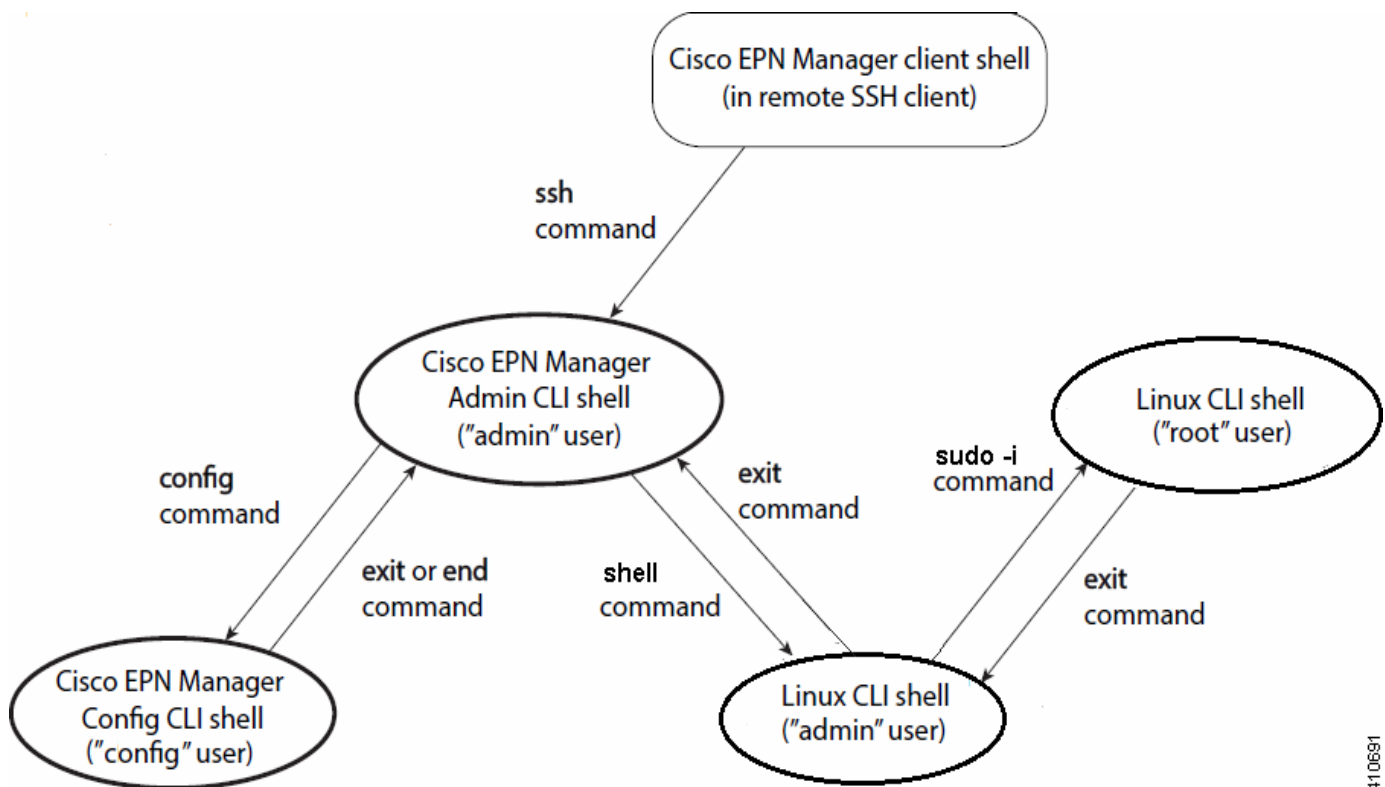 Cisco EPN Manager client shell
(in remote SSH client)
ssh
command
Cisco EPN Manager
Admin CLI shell
("admin" user)
Linux CLI shell
("root" user)
config
command
exit
command
sudo -i
command
exit or end
command
shell
command
exit
command
Cisco EPN Manager
Config CLI shell
("config" user)
Linux CLI shell
("admin" user)
410691